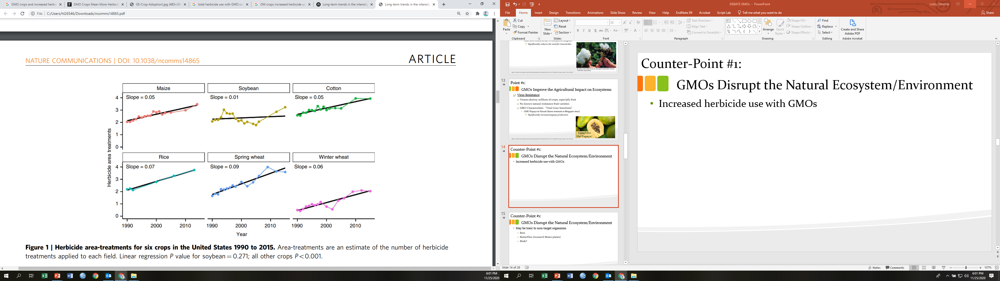 GMO crops and increased herbic
GMO Crops Mean More Herbicid
GE-Crop-AdoptionJ.jpg (483×38
total herbicide use with GMO cro
GM crops increased herbicide us
Long-term trends in the intensity
Long-term trends in the intensity
File | C:/Users/hl26546/Downloads/ncomms14865.pdf
NATURE COMMUNICATIONS | DOI: 10.1038/ncomms14865
ARTICLE
Maize
Soybean
Cotton
Slope = 0.05
Slope = 0.01
Slope = 0.05
4
3
2
1
0
Herbicide area treatments
Rice
Spring wheat
Winter wheat
Slope = 0.07
Slope = 0.09
Slope = 0.06
4
3
2
1
0
1990 2000 2010
1990 2000 2010
1990 2000 2010
Year
Figure 1 | Herbicide area-treatments for six crops in the United States 1990 to 2015. Area-treatments are an estimate of the number of herbicide
treatments applied to each field. Linear regression P value for soybean = 0.271; all other crops P < 0.001.
6:01 PM
11/25/2020
DEBATE GMOs - PowerPoint
Leidy, Heather
File Home Insert Design Transitions Animations Slide Show Review View Help EndNote X9 Acrobat Script Lab Tell me what you want to do
Share
Paste
Cut
Copy
Format Painter
Clipboard
New
Slide
Layout
Reset
Section
Slides
28
Font
Text Direction
Align Text
Convert to SmartArt
Paragraph
Arrange
Quick
Styles
Shape Fill
Shape Outline
Shape Effects
Drawing
Find
Replace
Select
Editing
Create and Share
Adobe PDF
Adobe Acrobat
✓ Significantly reduces the need for insecticides
13
Point #1:
GMOs Improve the Agricultural Impact on Ecosystems
3) Virus Resistance
o Viruses destroy millions of crops, especially fruit
o No known natural resistance fruit varieties
o GMO Characteristic: "Viral Gene Insertions"
• GMO Papaya in Hawaii (know resistant to Ringspot virus)
✓ Significantly increased papaya production
Long Live
the Papaya!
14
Counter-Point #1:
GMOs Disrupt the Natural Ecosystem/Environment
• Increased herbicide use with GMOs
15
Counter-Point #1:
GMOs Disrupt the Natural Ecosystem/Environment
• May be toxic to non-target organisms
– Bees
– Butterflies (monarch Maize plants)
– Birds?
Counter-Point #1:
GMOs Disrupt the Natural Ecosystem/Environment
• Increased herbicide use with GMOs
Slide 14 of 28
Notes
Comments
107%
6:01 PM
11/25/2020